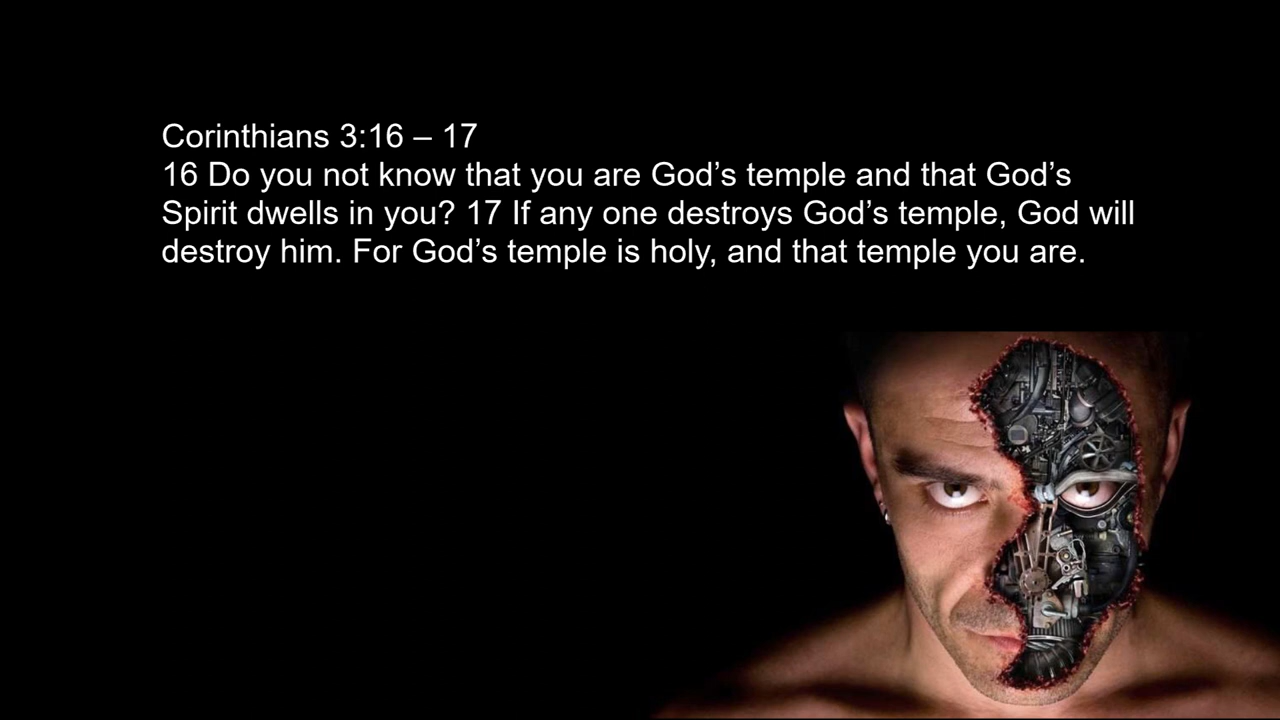 Corinthians 3:16 – 17
16 Do you not know that you are God’s temple and that God’s
Spirit dwells in you? 17 If any one destroys God’s temple, God will
destroy him. For God’s temple is holy, and that temple you are.